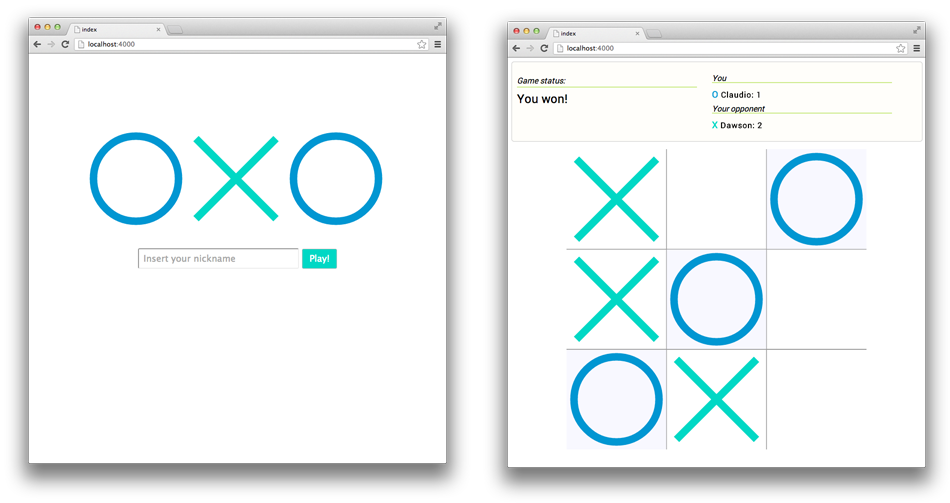 index
localhost:4000
OXO
Insert your nickname
Play!
index
localhost:4000
Game status:
You won!
You
O Claudio: 1
Your opponent
X Dawson: 2
X O
X O
O X